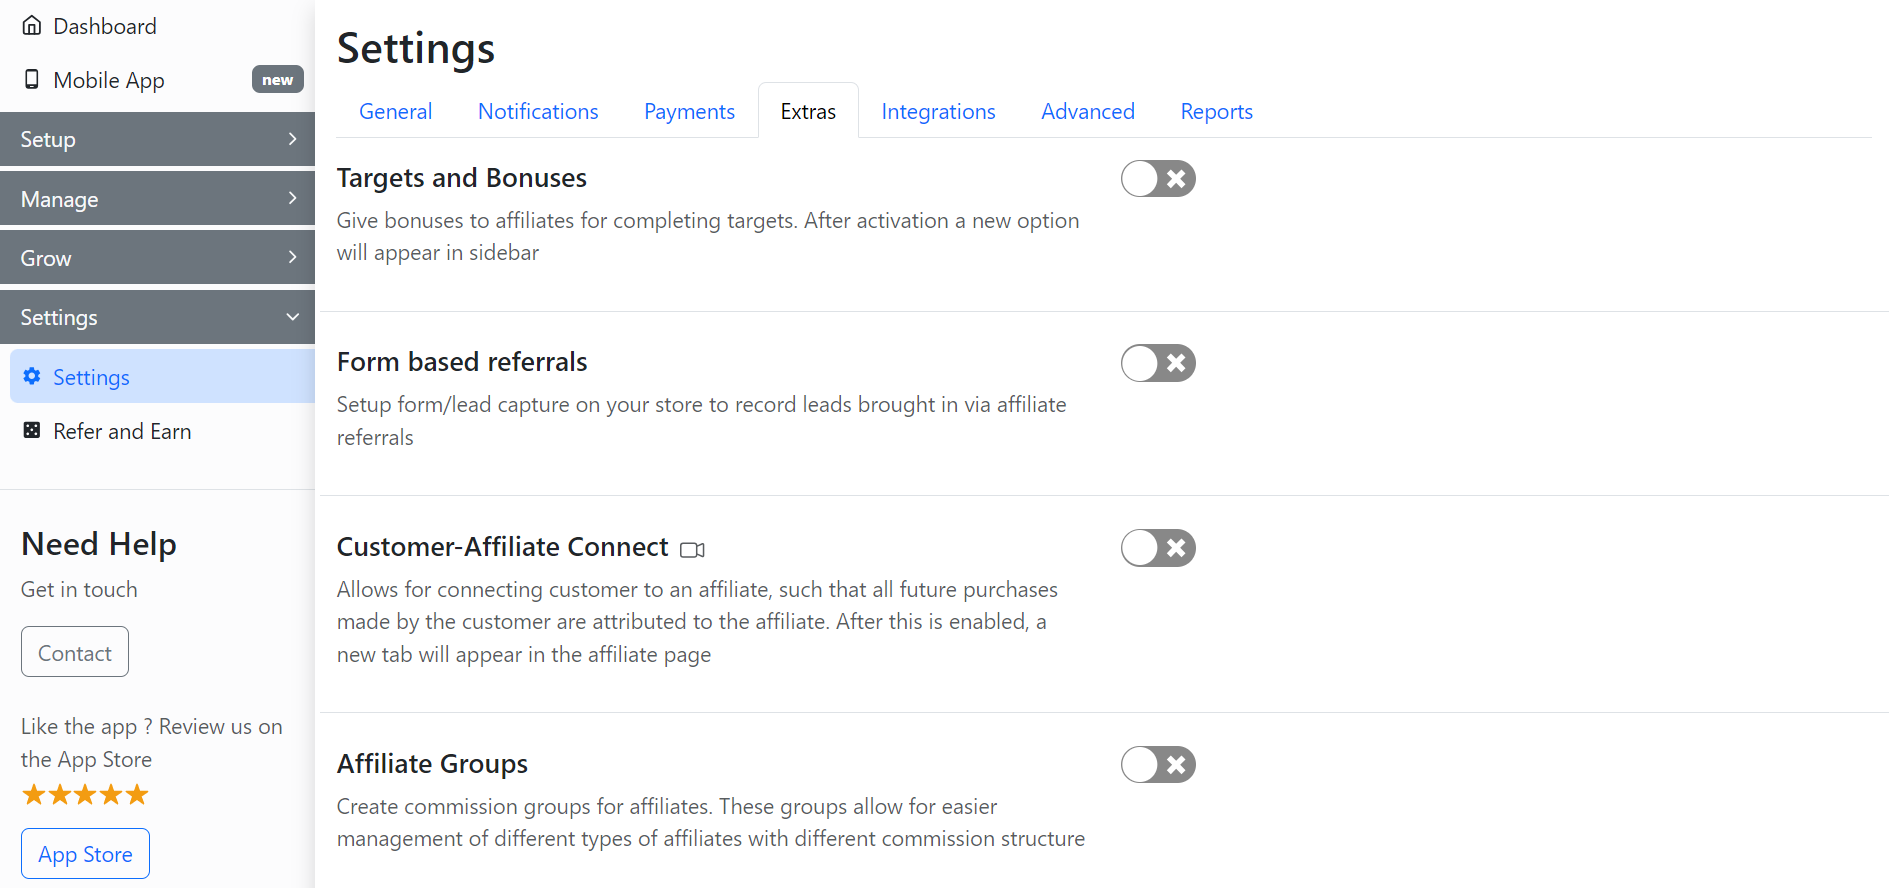 Dashboard
Mobile App new
Setup
Manage
Grow
Settings
Settings
Refer and Earn
Need Help
Get in touch
Contact
Like the app ? Review us on
the App Store
App Store
Settings
General Notifications Payments Extras Integrations Advanced Reports
Targets and Bonuses
Give bonuses to affiliates for completing targets. After activation a new option
will appear in sidebar
Form based referrals
Setup form/lead capture on your store to record leads brought in via affiliate
referrals
Customer-Affiliate Connect
Allows for connecting customer to an affiliate, such that all future purchases
made by the customer are attributed to the affiliate. After this is enabled, a
new tab will appear in the affiliate page
Affiliate Groups
Create commission groups for affiliates. These groups allow for easier
management of different types of affiliates with different commission structure